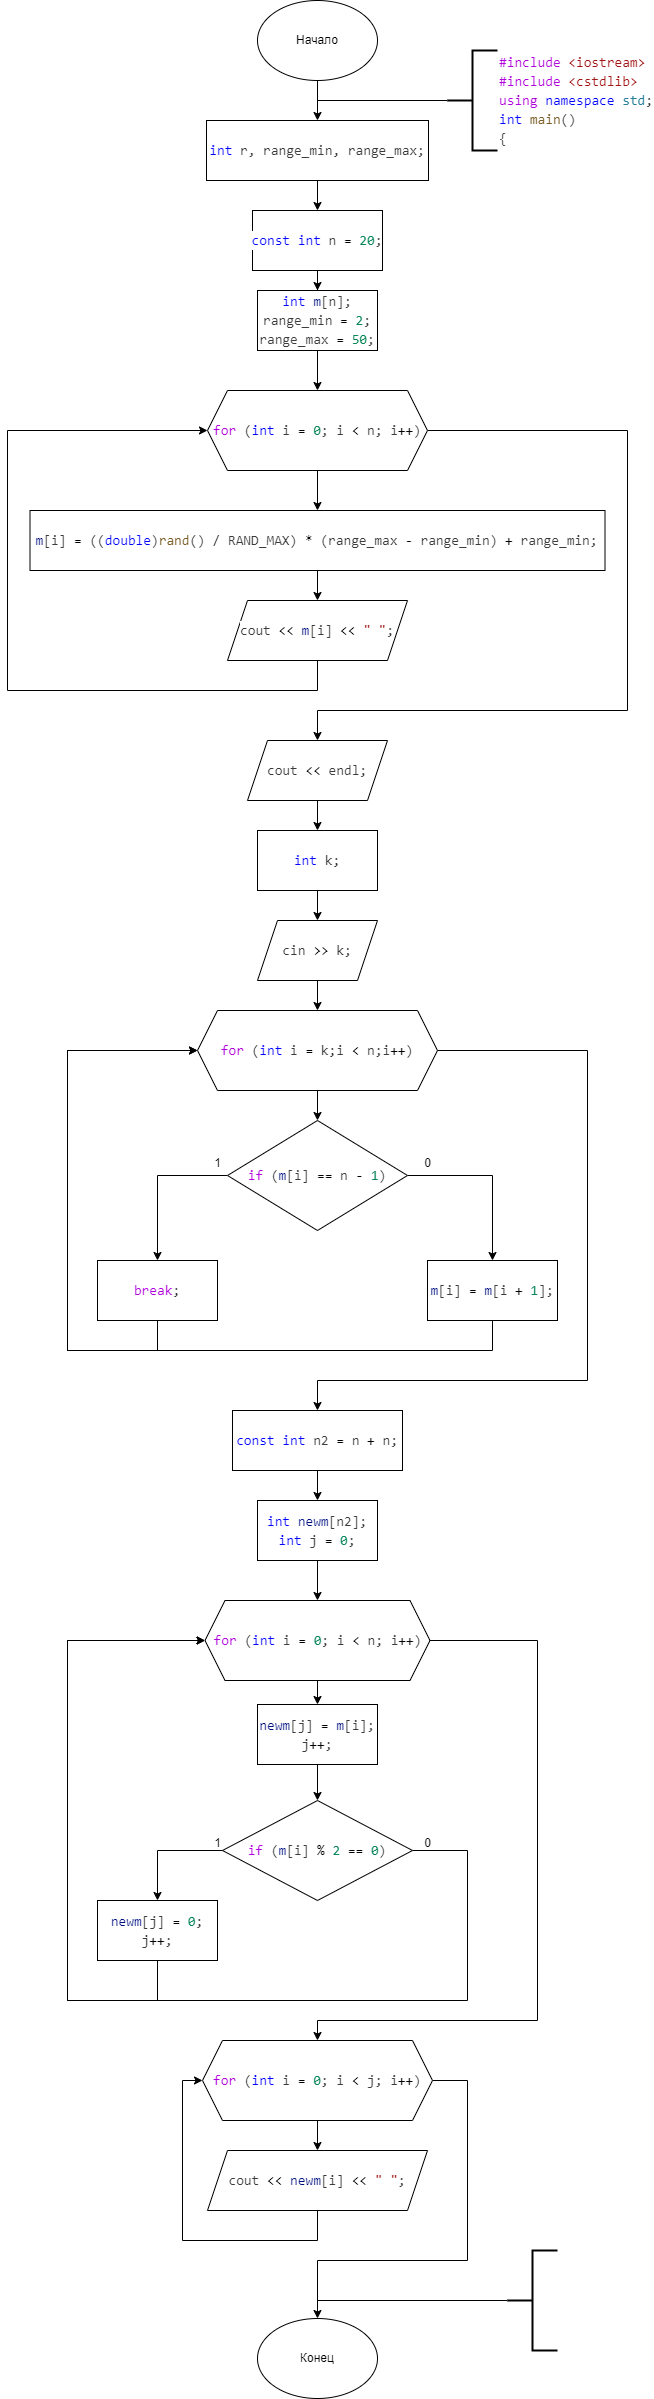 Начало
#include <iostream>
#include <cstdlib>
using namespace std;
int main()
{
int r, range_min, range_max;
const int n = 20;
int m[n];
range_min = 2;
range_max = 50;
for (int i = 0; i < n; i++)
m[i] = ((double)rand() / RAND_MAX) * (range_max - range_min) + range_min;
cout << m[i] << " ";
cout << endl;
int k;
cin >> k;
for (int i = k;i < n;i++)
1
0
if (m[i] == n - 1)
break;
m[i] = m[i + 1];
const int n2 = n + n;
int newm[n2];
int j = 0;
for (int i = 0; i < n; i++)
newm[j] = m[i];
j++;
1
0
if (m[i] % 2 == 0)
newm[j] = 0;
j++;
for (int i = 0; i < j; i++)
cout << newm[i] << " ";
Конец